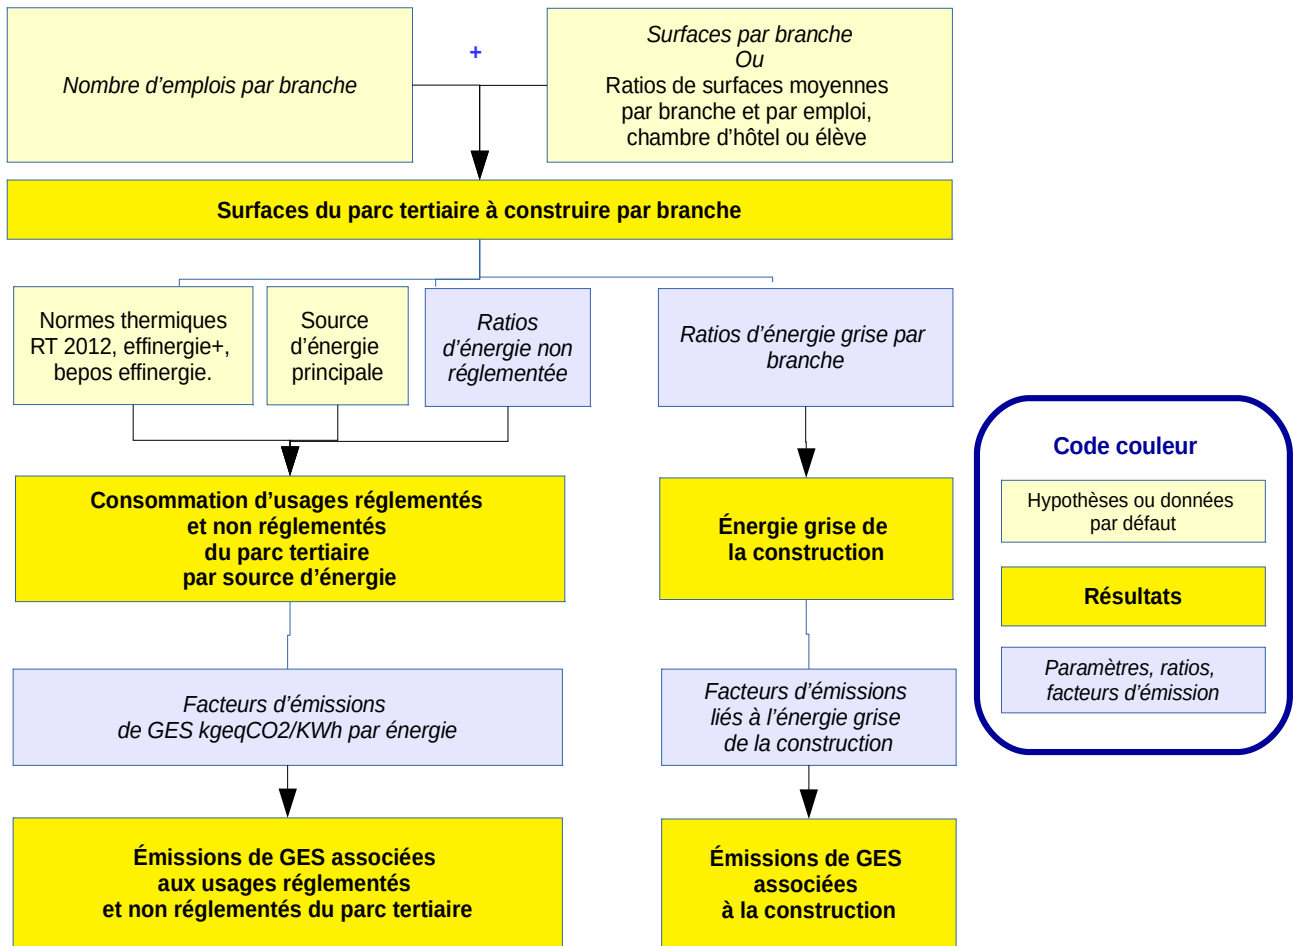 Nombre d'emplois par branche
+
Surfaces par branche
Ou
Ratios de surfaces moyennes
par branche et par emploi,
chambre d'hôtel ou élève
Surfaces du parc tertiaire à construire par branche
Normes thermiques
RT 2012, effinergie+,
bepos effinergie.
Source
d'énergie
principale
Ratios
d'énergie non
réglementée
Ratios d'énergie grise par
branche
Consommation d'usages réglementés
et non réglementés
du parc tertiaire
par source d'énergie
Énergie grise de
la construction
Facteurs d'émissions
de GES kgeqCO2/KWh par énergie
Facteurs d'émissions
liés à l'énergie grise
de la construction
Émissions de GES associées
aux usages réglementés
et non réglementés du parc tertiaire
Émissions de GES
associées
à la construction
Code couleur
Hypothèses ou données
par défaut
Résultats
Paramètres, ratios,
facteurs d'émission